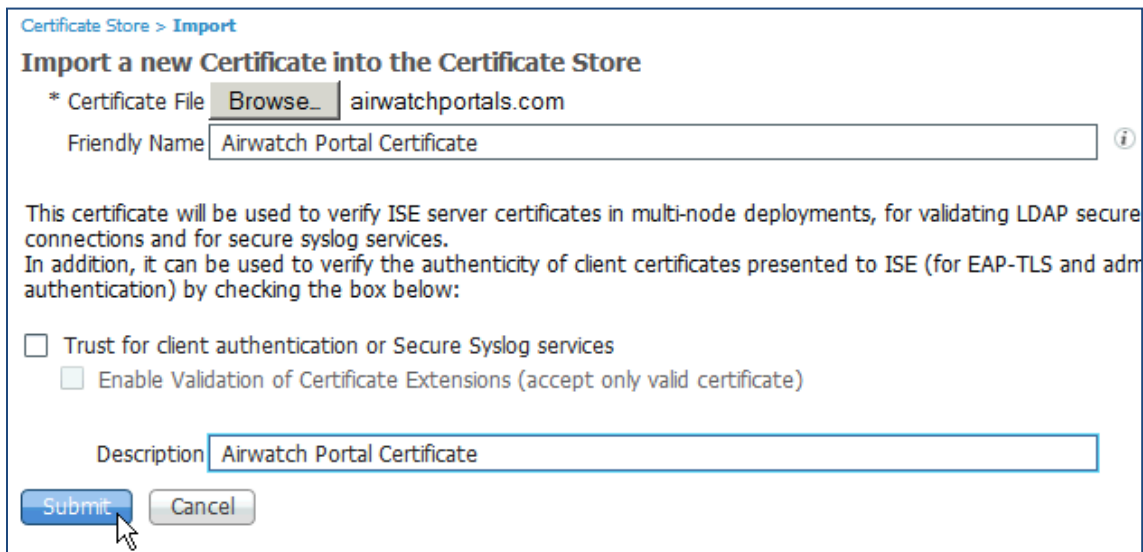 Certificate Store > Import
Import a new Certificate into the Certificate Store
* Certificate File Browse… airwatchportals.com
Friendly Name Airwatch Portal Certificate
This certificate will be used to verify ISE server certificates in multi-node deployments, for validating LDAP secure
connections and for secure syslog services.
In addition, it can be used to verify the authenticity of client certificates presented to ISE (for EAP-TLS and adm
authentication) by checking the box below:
Trust for client authentication or Secure Syslog services
Enable Validation of Certificate Extensions (accept only valid certificate)
Description Airwatch Portal Certificate
Submit Cancel